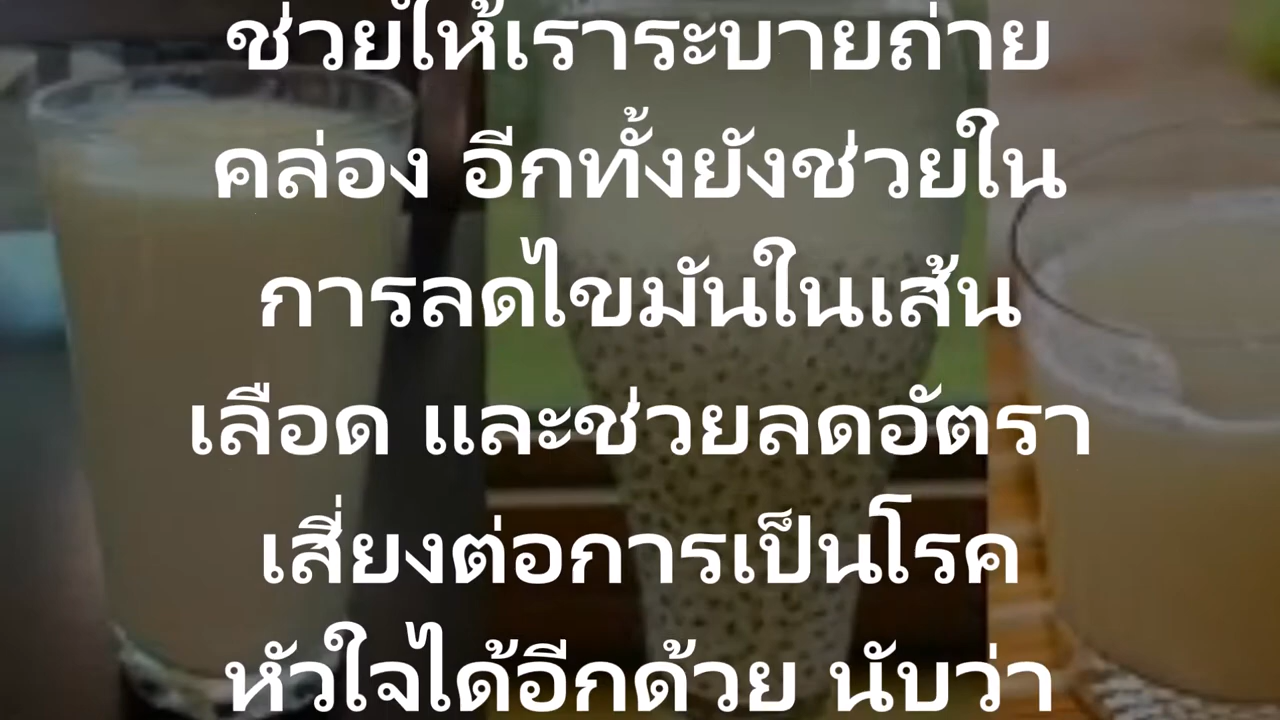 ช่วยให้เราระบายถ่าย
คล่อง อีกทั้งยังช่วยใน
การลดไขมันในเส้น
เลือด และช่วยลดอัตรา
เสี่ยงต่อการเป็นโรค
หัวใจได้อีกด้วย นับว่า